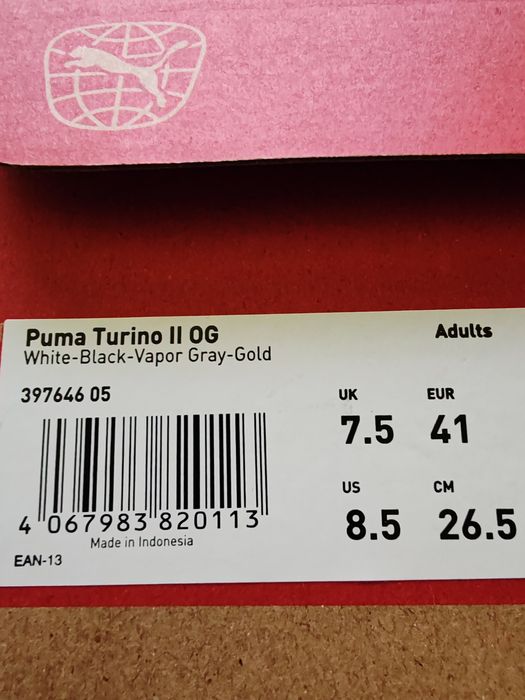 Puma Turino II OG
White-Black-Vapor Gray-Gold
Adults
397646 05
UK EUR
7.5 41
US CM
8.5 26.5
4 067983 820113
Made in Indonesia
EAN-13